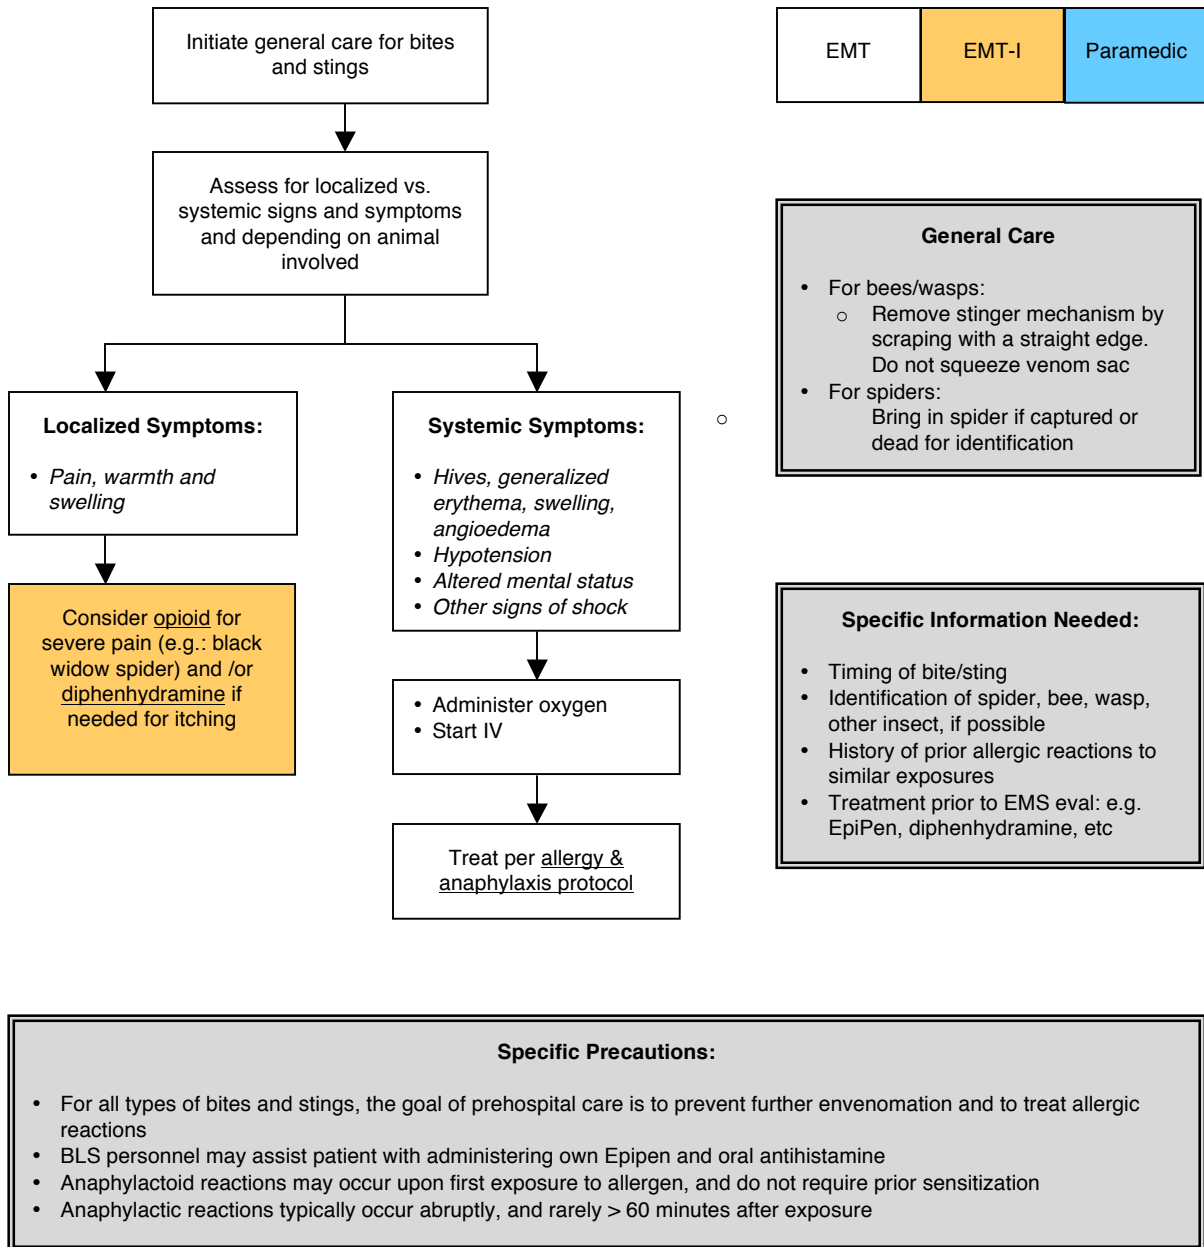 Initiate general care for bites
and stings
EMT
EMT-I
Paramedic
Assess for localized vs.
systemic signs and symptoms
and depending on animal
involved
General Care
• For bees/wasps:
○ Remove stinger mechanism by
scraping with a straight edge.
Do not squeeze venom sac
• For spiders:
○ Bring in spider if captured or
dead for identification
Localized Symptoms:
• Pain, warmth and
swelling
Systemic Symptoms:
• Hives, generalized
erythema, swelling,
angioedema
• Hypotension
• Altered mental status
• Other signs of shock
Consider opioid for
severe pain (e.g.: black
widow spider) and /or
diphenhydramine if
needed for itching
• Administer oxygen
• Start IV
Treat per allergy &
anaphylaxis protocol
Specific Information Needed:
• Timing of bite/sting
• Identification of spider, bee, wasp,
other insect, if possible
• History of prior allergic reactions to
similar exposures
• Treatment prior to EMS eval: e.g.
EpiPen, diphenhydramine, etc
Specific Precautions:
• For all types of bites and stings, the goal of prehospital care is to prevent further envenomation and to treat allergic
reactions
• BLS personnel may assist patient with administering own Epipen and oral antihistamine
• Anaphylactoid reactions may occur upon first exposure to allergen, and do not require prior sensitization
• Anaphylactic reactions typically occur abruptly, and rarely > 60 minutes after exposure